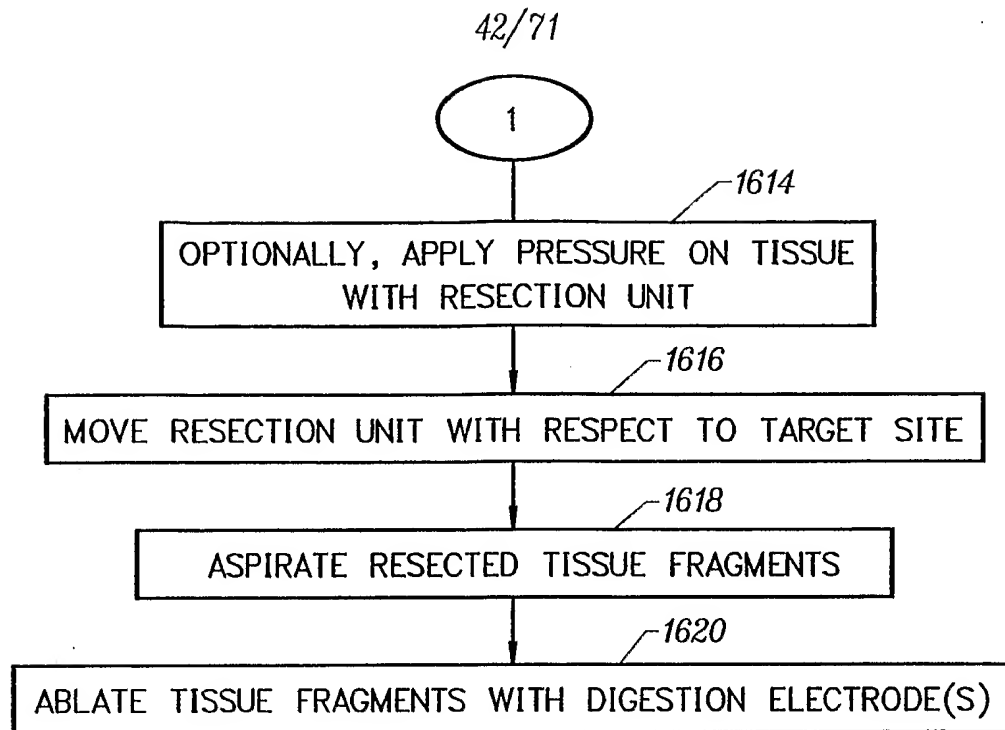 42/71
1
1614
OPTIONALLY, APPLY PRESSURE ON TISSUE
WITH RESECTION UNIT
1616
MOVE RESECTION UNIT WITH RESPECT TO TARGET SITE
1618
ASPIRATE RESECTED TISSUE FRAGMENTS
1620
ABLATE TISSUE FRAGMENTS WITH DIGESTION ELECTRODE(S)